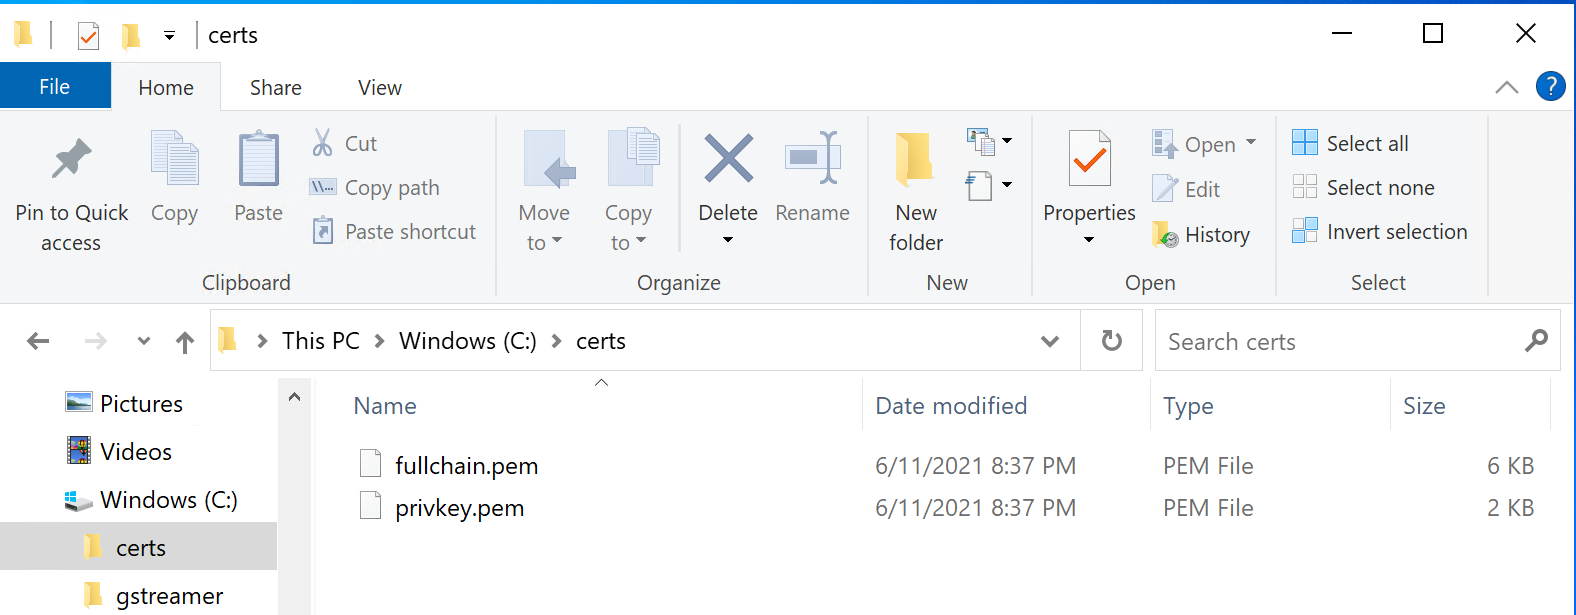 certs
File
Home
Share
View
?
Pin to Quick
access
Copy
Paste
Cut
\\...
Copy path
Paste shortcut
Clipboard
Move
to
Copy
to
Delete
Rename
Organize
New
folder
New
Properties
Open
Edit
History
Open
Select all
Select none
Invert selection
Select
This PC
Windows (C:)
certs
Search certs
Pictures
Videos
Windows (C:)
certs
gstreamer
Name
Date modified
Type
Size
fullchain.pem
6/11/2021 8:37 PM
PEM File
6 KB
privkey.pem
6/11/2021 8:37 PM
PEM File
2 KB